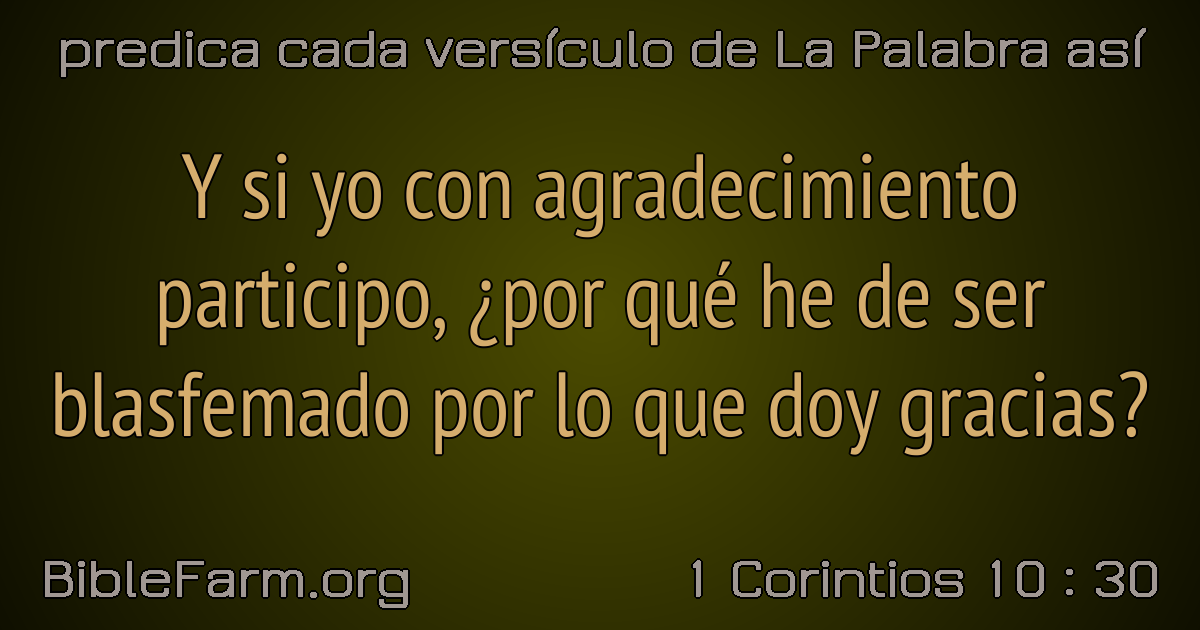 predica cada versículo de La Palabra así
Y si yo con agradecimiento
participo, ¿por qué he de ser
blasfemado por lo que doy gracias?
BibleFarm.org
1 Corintios 10 : 30